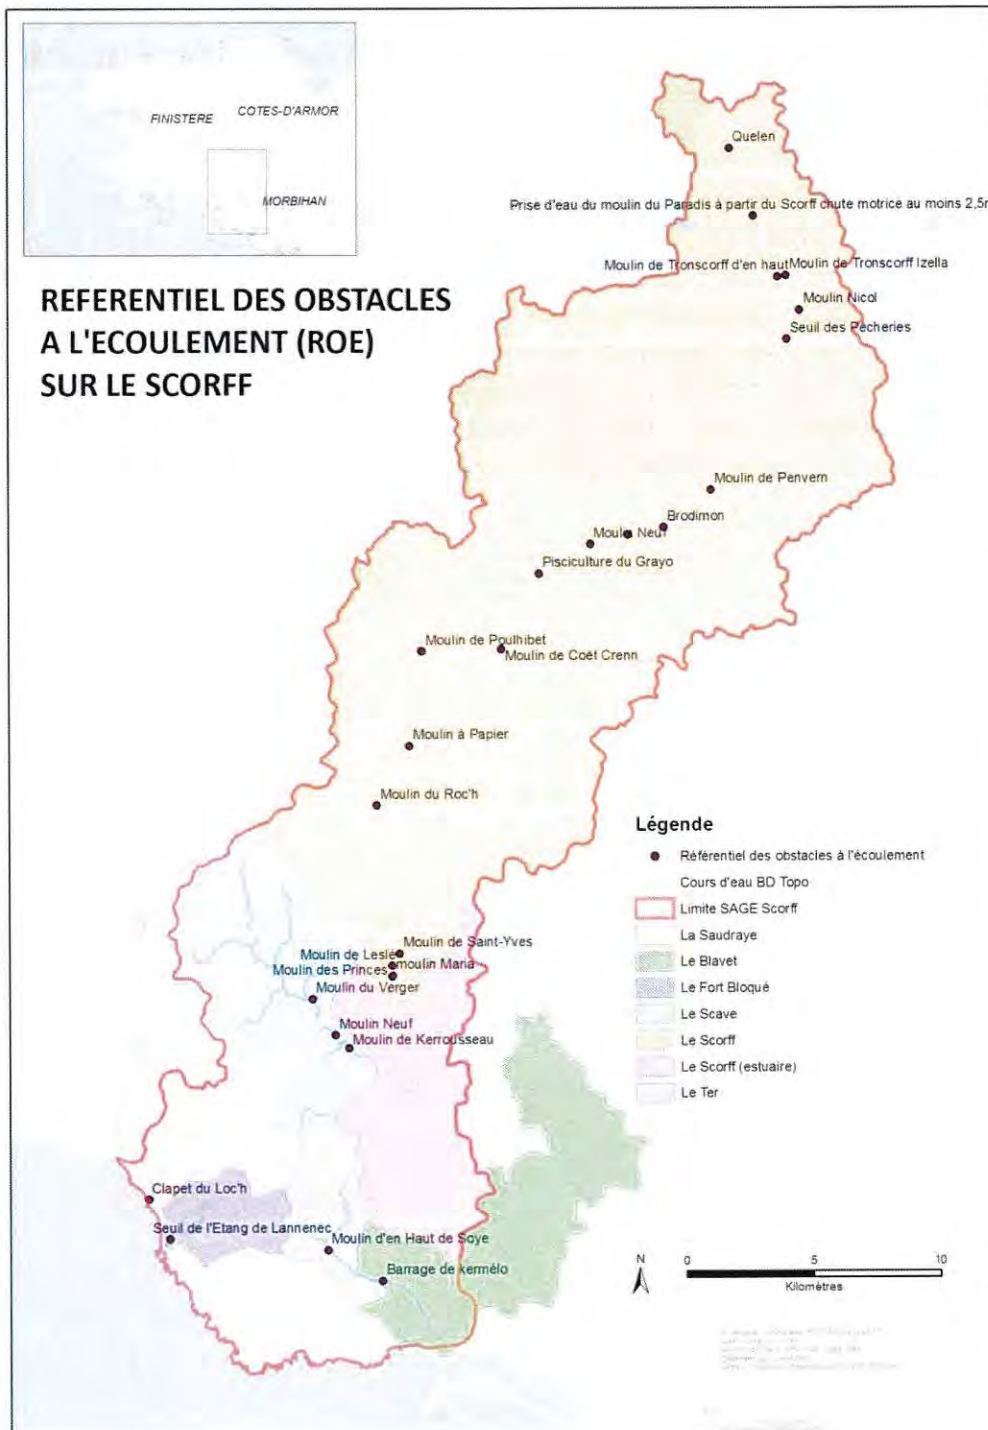 FINISTERE
COTES-D'ARMOR
MORBIHAN
REFERENTIEL DES OBSTACLES
A L'ECOULEMENT (ROE)
SUR LE SCORFF
Quelen
Prise d'eau du moulin du Paradis à partir du Scorff chute motrice au moins 2,5m
Moulin de Tronscorff d'en haut
Moulin de Tronscorff Izella
Moulin Nicol
Seuil des Pêcheries
Moulin de Penvern
Brodimon
Moulin Neuf
Pisciculture du Grayo
Moulin de Poulhibet
Moulin de Coët Crenn
Moulin à Papier
Moulin du Roc'h
Moulin de Saint-Yves
Moulin de Leslé
moulin Maria
Moulin des Princes
Moulin du Verger
Moulin Neuf
Moulin de Kerrousseau
Clapet du Loc'h
Seuil de l'Etang de Lannenec
Moulin d'en Haut de Soye
Barrage de kermélo
Légende
Référentiel des obstacles à l'écoulement
Cours d'eau BD Topo
Limite SAGE Scorff
La Saudraye
Le Blavet
Le Fort Bloqué
Le Scave
Le Scorff
Le Scorff (estuaire)
Le Ter
N
0 5 10
Kilomètres